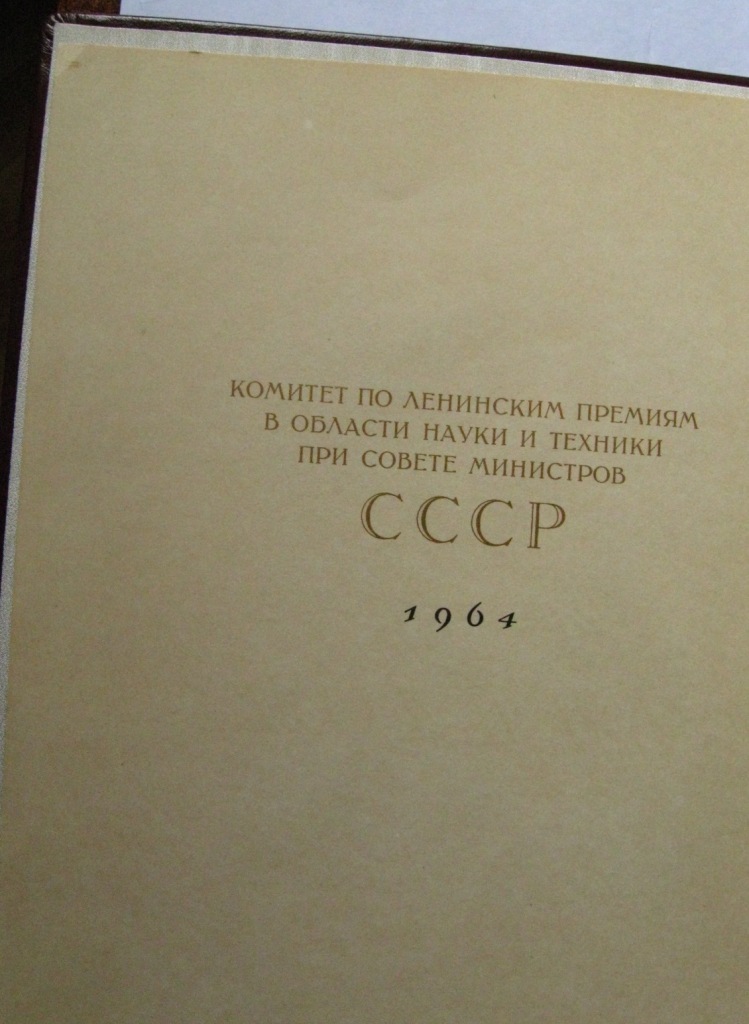 КОМИТЕТ ПО ЛЕНИНСКИМ ПРЕМИЯМ
В ОБЛАСТИ НАУКИ И ТЕХНИКИ
ПРИ СОВЕТЕ МИНИСТРОВ
СССР
1964